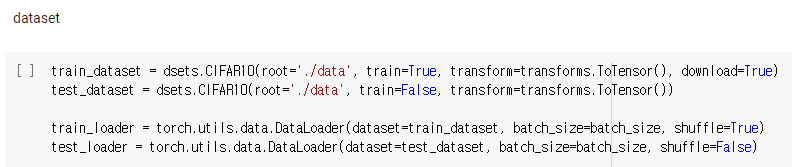 dataset
[ ] train_dataset = dsets.CIFAR10(root='./data', train=True, transform=transforms.ToTensor(), download=True)
test_dataset = dsets.CIFAR10(root='./data', train=False, transform=transforms.ToTensor())
train_loader = torch.utils.data.DataLoader(dataset=train_dataset, batch_size=batch_size, shuffle=True)
test_loader = torch.utils.data.DataLoader(dataset=test_dataset, batch_size=batch_size, shuffle=False)